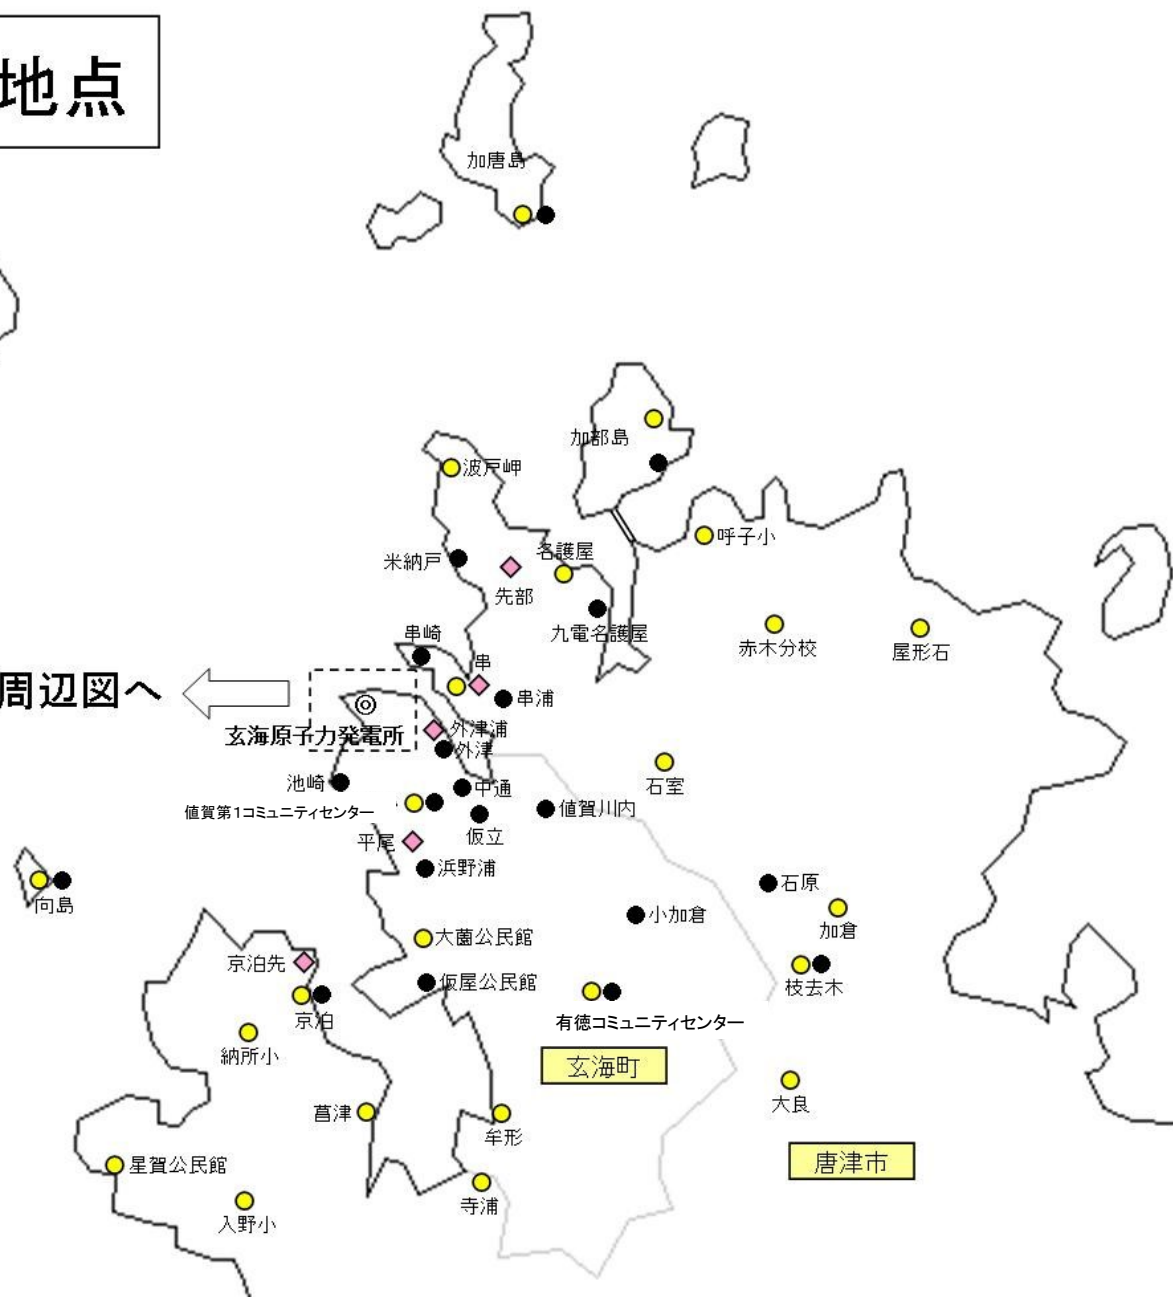 地点
加唐島
加部島
波戸岬
呼子小
名護屋
米納戸
先部
九電名護屋
串崎
赤木分校
屋形石
串
周辺図へ
串浦
外津浦
玄海原子力発電所
外津
石室
池崎
中通
値賀第1コミュニティセンター
値賀川内
仮立
平尾
浜野浦
石原
向島
小加倉
加倉
大薗公民館
京泊先
仮屋公民館
枝去木
京泊
有徳コミュニティセンター
納所小
玄海町
大良
菖津
牟形
星賀公民館
唐津市
寺浦
入野小